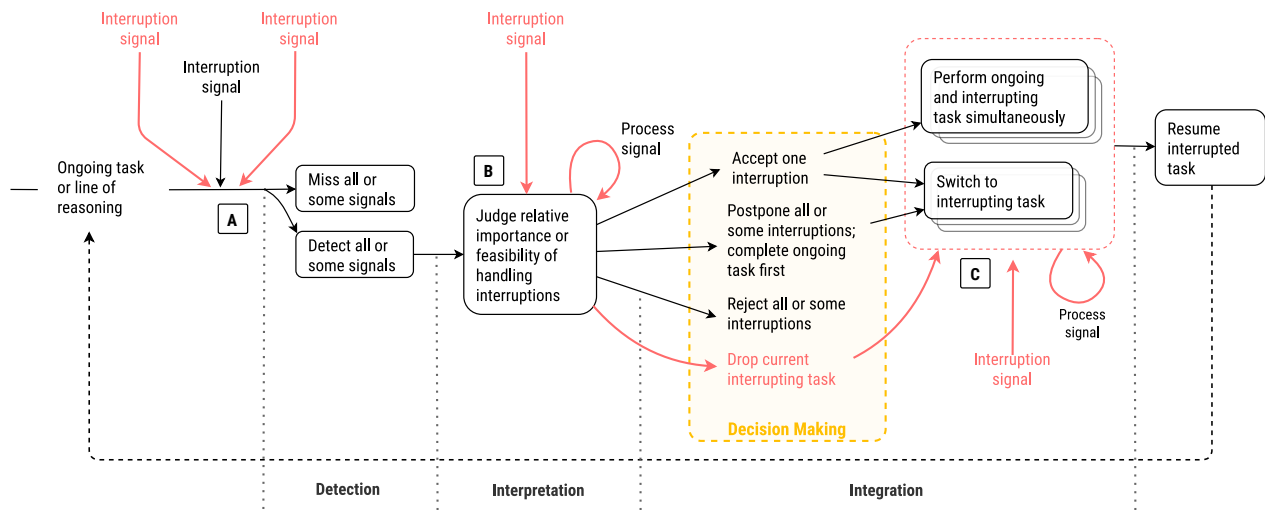 Interruption
signal
Interruption
signal
Interruption
signal
Ongoing task
or line of
reasoning
A
Miss all or
some signals
Detect all or
some signals
Interruption
signal
B
Process
signal
Judge relative
importance or
feasibility of
handling
interruptions
Accept one
interruption
Postpone all or
some interruptions;
complete ongoing
task first
Reject all or some
interruptions
Drop current
interrupting task
Decision Making
Perform ongoing
and interrupting
task simultaneously
Switch to
interrupting task
C
Interruption
signal
Process
signal
Resume
interrupted
task
Detection
Interpretation
Integration